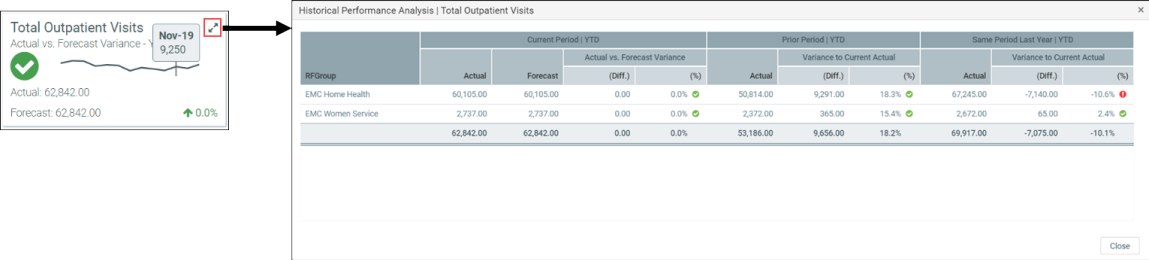 Total Outpatient Visits
Actual vs. Forecast Variance - Y
Nov-19
9,250
Actual: 62,842.00
Forecast: 62,842.00 0.0%
Historical Performance Analysis | Total Outpatient Visits ×
Current Period | YTD Prior Period | YTD Same Period Last Year | YTD
Actual vs. Forecast Variance Variance to Current Actual Variance to Current Actual
RFGroup Actual Forecast (Diff.) (%) Actual (Diff.) (%) Actual (Diff.) (%)
EMC Home Health 60,105.00 60,105.00 0.00 0.0% 50,814.00 9,291.00 18.3% 67,245.00 -7,140.00 -10.6%
EMC Women Service 2,737.00 2,737.00 0.00 0.0% 2,372.00 365.00 15.4% 2,672.00 65.00 2.4%
62,842.00 62,842.00 0.00 0.0% 53,186.00 9,656.00 18.2% 69,917.00 -7,075.00 -10.1%
Close